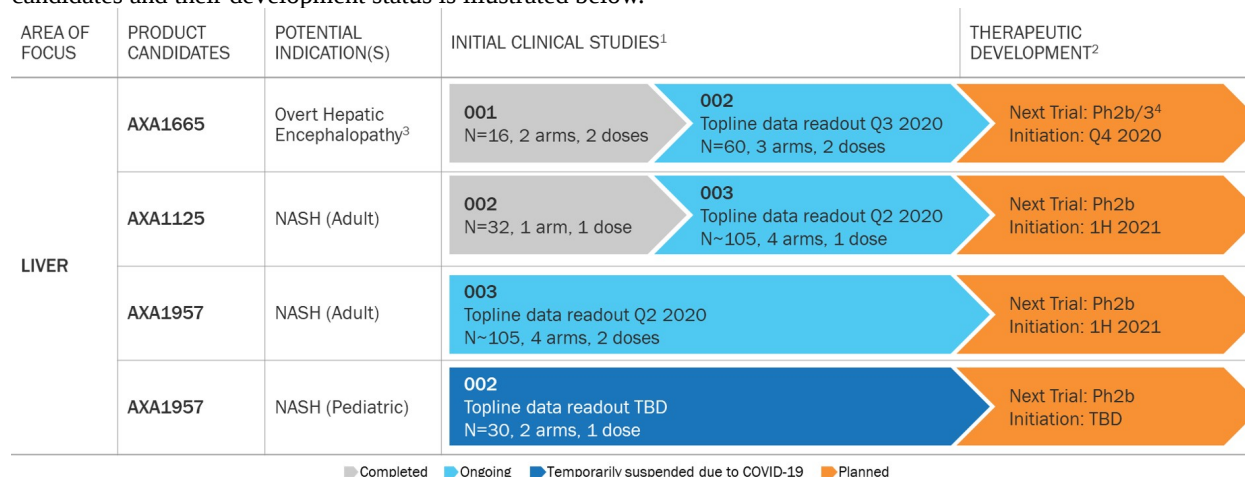 candidates and their development status is illustrated below.
AREA OF FOCUS
PRODUCT CANDIDATES
POTENTIAL INDICATION(S)
INITIAL CLINICAL STUDIES¹
THERAPEUTIC DEVELOPMENT²
LIVER
AXA1665
Overt Hepatic
Encephalopathy³
001
N=16, 2 arms, 2 doses
002
Topline data readout Q3 2020
N=60, 3 arms, 2 doses
Next Trial: Ph2b/3⁴
Initiation: Q4 2020
AXA1125
NASH (Adult)
002
N=32, 1 arm, 1 dose
003
Topline data readout Q2 2020
N~105, 4 arms, 1 dose
Next Trial: Ph2b
Initiation: 1H 2021
AXA1957
NASH (Adult)
003
Topline data readout Q2 2020
N~105, 4 arms, 2 doses
Next Trial: Ph2b
Initiation: 1H 2021
AXA1957
NASH (Pediatric)
002
Topline data readout TBD
N=30, 2 arms, 1 dose
Next Trial: Ph2b
Initiation: TBD
Completed Ongoing Temporarily suspended due to COVID-19 Planned